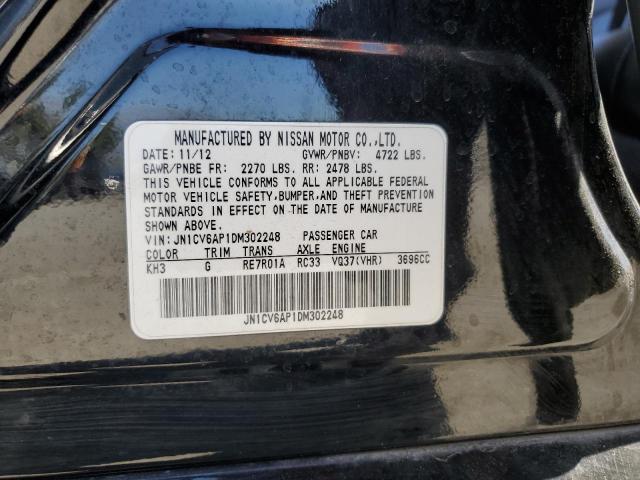 MANUFACTURED BY NISSAN MOTOR CO.,LTD.
DATE: 11/12 GVWR/PNBV: 4722 LBS.
GAWR/PNBE FR: 2270 LBS. RR: 2478 LBS.
THIS VEHICLE CONFORMS TO ALL APPLICABLE FEDERAL
MOTOR VEHICLE SAFETY,BUMPER,AND THEFT PREVENTION
STANDARDS IN EFFECT ON THE DATE OF MANUFACTURE
SHOWN ABOVE.
VIN: JN1CV6AP1DM302248 PASSENGER CAR
COLOR TRIM TRANS AXLE ENGINE
KH3 G RE7R01A RC33 VQ37(VHR) 3696CC
JN1CV6AP1DM302248